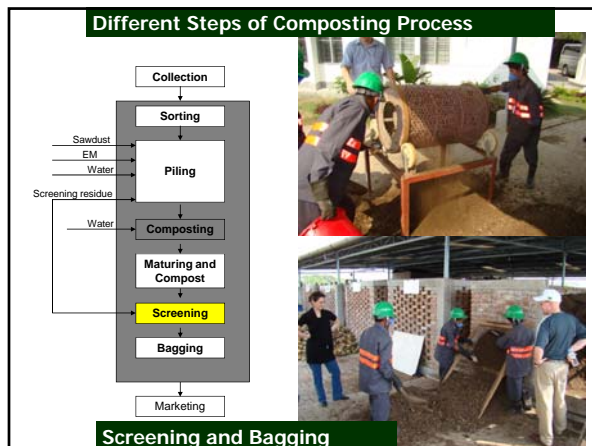 Different Steps of Composting Process
Collection
Sorting
Sawdust
EM
Water
Piling
Screening residue
Water
Composting
Maturing and
Compost
Screening
Bagging
Marketing
Screening and Bagging